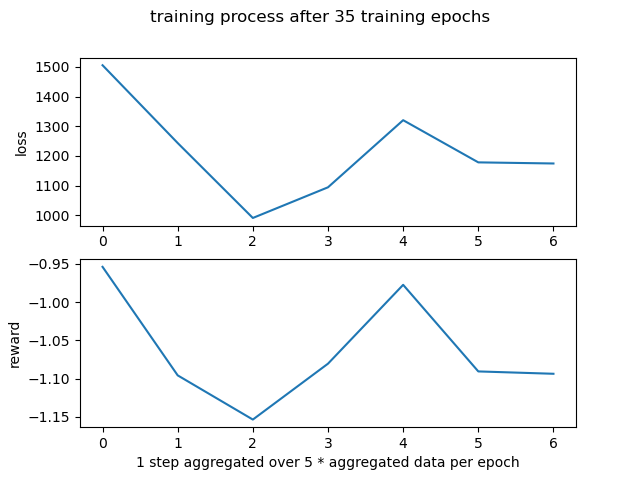 training process after 35 training epochs
1500
1400
1300
1200
1100
1000
loss
0 1 2 3 4 5 6
−0.95
−1.00
−1.05
−1.10
−1.15
reward
0 1 2 3 4 5 6
1 step aggregated over 5 * aggregated data per epoch